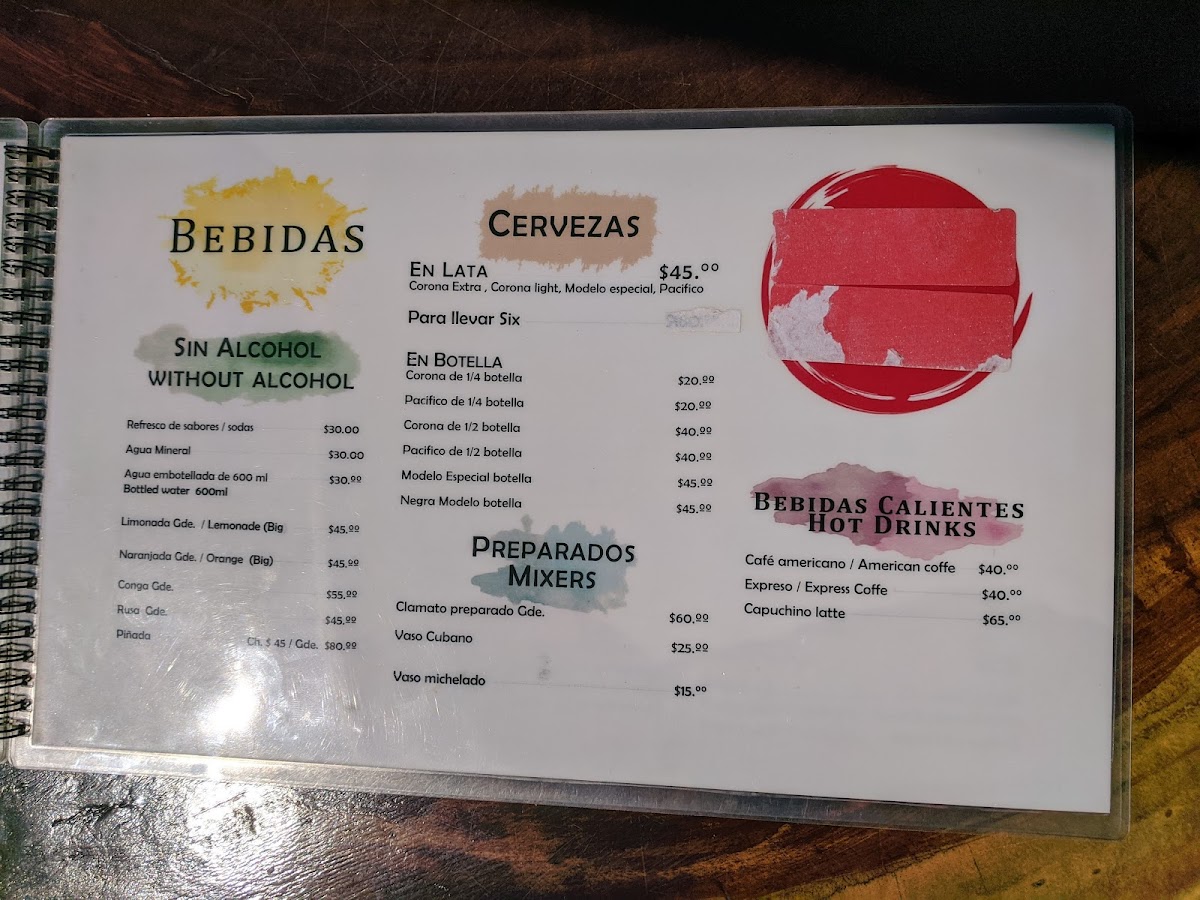 BEBIDAS
SIN ALCOHOL
WITHOUT ALCOHOL
Refresco de sabores / sodas $30.00
Agua Mineral $30.00
Agua embotellada de 600 ml $30.00
Bottled water 600ml
Limonada Gde. / Lemonade (Big $45.00
Naranjada Gde. / Orange (Big) $45.00
Conga Gde. $55.00
Rusa Gde. $45.00
Piñada Ch. $ 45 / Gde. $80.00
CERVEZAS
EN LATA $45.00
Corona Extra , Corona light, Modelo especial, Pacifico
Para llevar Six
EN BOTELLA
Corona de 1/4 botella $20.00
Pacifico de 1/4 botella $20.00
Corona de 1/2 botella $40.00
Pacifico de 1/2 botella $40.00
Modelo Especial botella $45.00
Negra Modelo botella $45.00
PREPARADOS
MIXERS
Clamato preparado Gde. $60.00
Vaso Cubano $25.00
Vaso michelado $15.00
BEBIDAS CALIENTES
HOT DRINKS
Café americano / American coffe $40.00
Expreso / Express Coffe $40.00
Capuchino latte $65.00